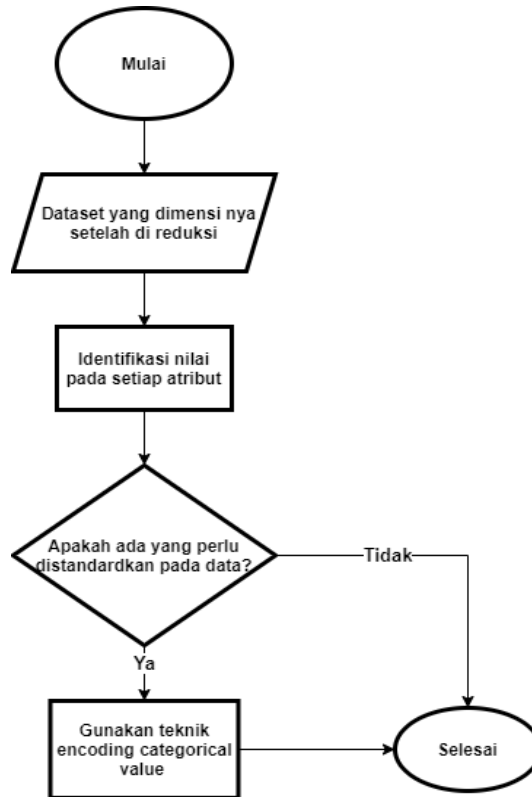 Mulai
Dataset yang dimensi nya
setelah di reduksi
Identifikasi nilai
pada setiap atribut
Apakah ada yang perlu
distandardkan pada data?
Tidak
Ya
Gunakan teknik
encoding categorical
value
Selesai